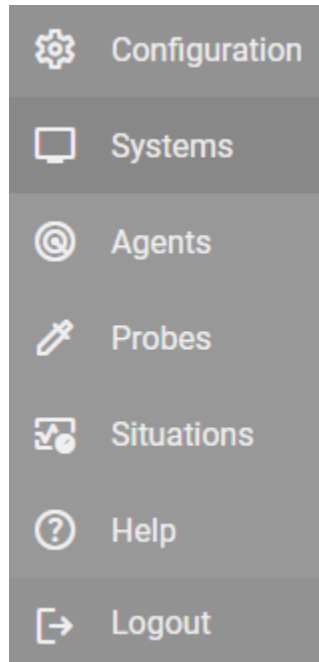 Configuration
Systems
Agents
Probes
Situations
Help
Logout